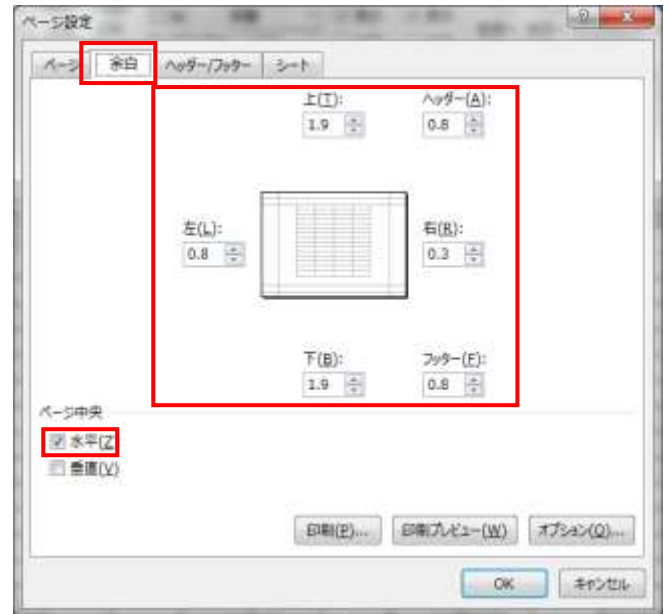 ページ設定
ページ 余白 ヘッダー/フッター シート
上(T): ヘッダー(A):
1.9 0.8
左(L): 右(R):
0.8 0.3
下(B): フッター(F):
1.9 0.8
ページ中央
水平(Z)
垂直(V)
印刷(P)... 印刷プレビュー(W) オプション(O)...
OK キャンセル